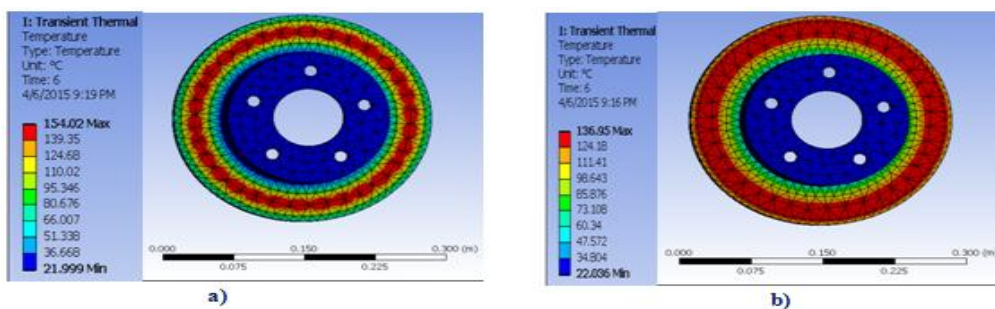 I: Transient Thermal
Temperature
Type: Temperature
Unit: °C
Time: 6
4/6/2015 9:19 PM
154.02 Max
139.35
124.68
110.02
95.346
80.676
66.007
51.338
36.668
21.999 Min
0.000
0.150
0.300 (m)
0.075
0.225
a)
I: Transient Thermal
Temperature
Type: Temperature
Unit: °C
Time: 6
4/6/2015 9:16 PM
136.95 Max
124.18
111.41
98.643
85.876
73.108
60.34
47.572
34.804
22.036 Min
0.000
0.150
0.300 (m)
0.075
0.225
b)